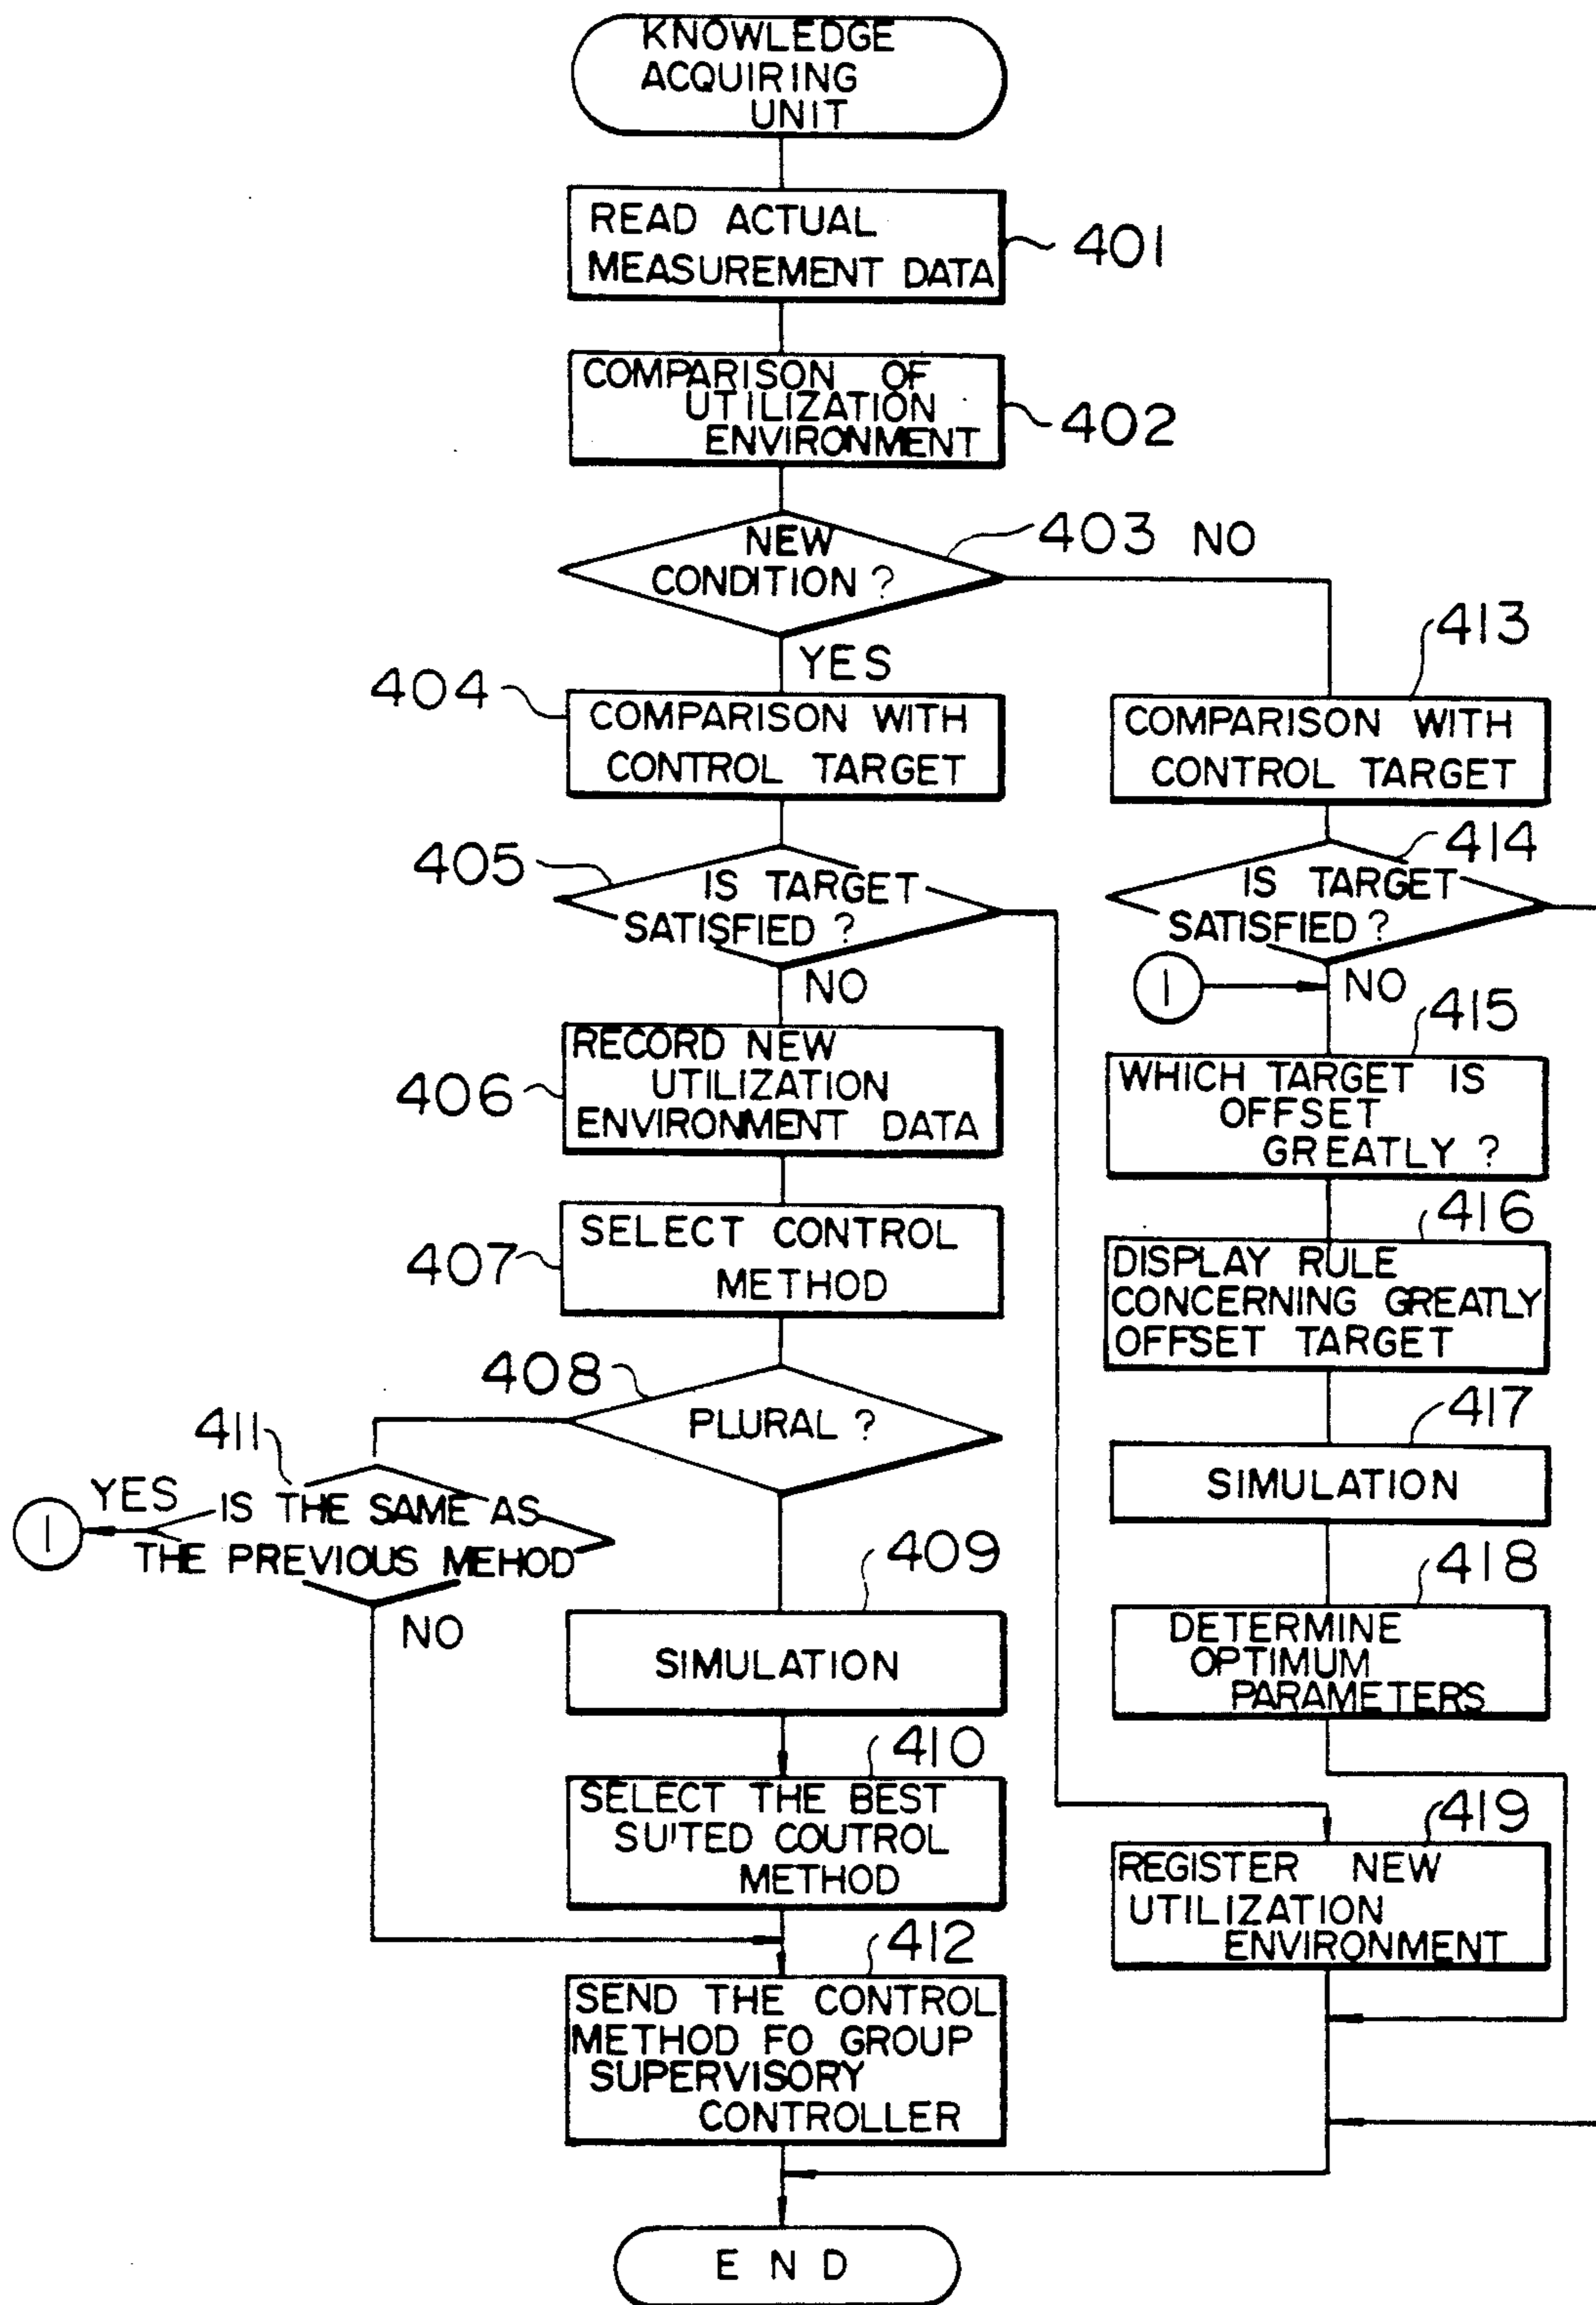 KNOWLEDGE
ACQUIRING
UNIT
READ ACTUAL
MEASUREMENT DATA
401
COMPARISON OF
UTILIZATION
ENVIRONMENT
402
NEW
CONDITION ?
403 NO
YES
404
COMPARISON WITH
CONTROL TARGET
405
IS TARGET
SATISFIED ?
NO
406
RECORD NEW
UTILIZATION
ENVIRONMENT DATA
407
SELECT CONTROL
METHOD
408
PLURAL ?
411
YES
1
IS THE SAME AS
THE PREVIOUS MEHOD
NO
409
SIMULATION
410
SELECT THE BEST
SUITED COUTROL
METHOD
412
SEND THE CONTROL
METHOD FO GROUP
SUPERVISORY
CONTROLLER
413
COMPARISON WITH
CONTROL TARGET
414
IS TARGET
SATISFIED ?
1
NO
415
WHICH TARGET IS
OFFSET
GREATLY ?
416
DISPLAY RULE
CONCERNING GREATLY
OFFSET TARGET
417
SIMULATION
418
DETERMINE
OPTIMUM
PARAMETERS
419
REGISTER NEW
UTILIZATION
ENVIRONMENT
END